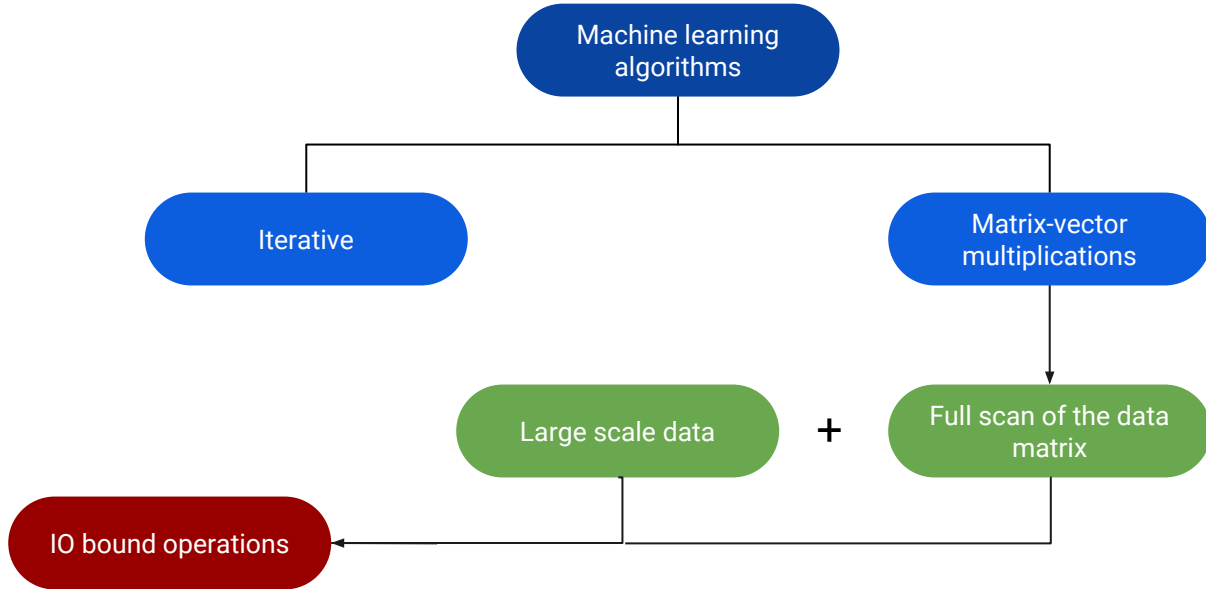 Machine learning
algorithms
Iterative
Matrix-vector
multiplications
Large scale data
+
Full scan of the data
matrix
IO bound operations